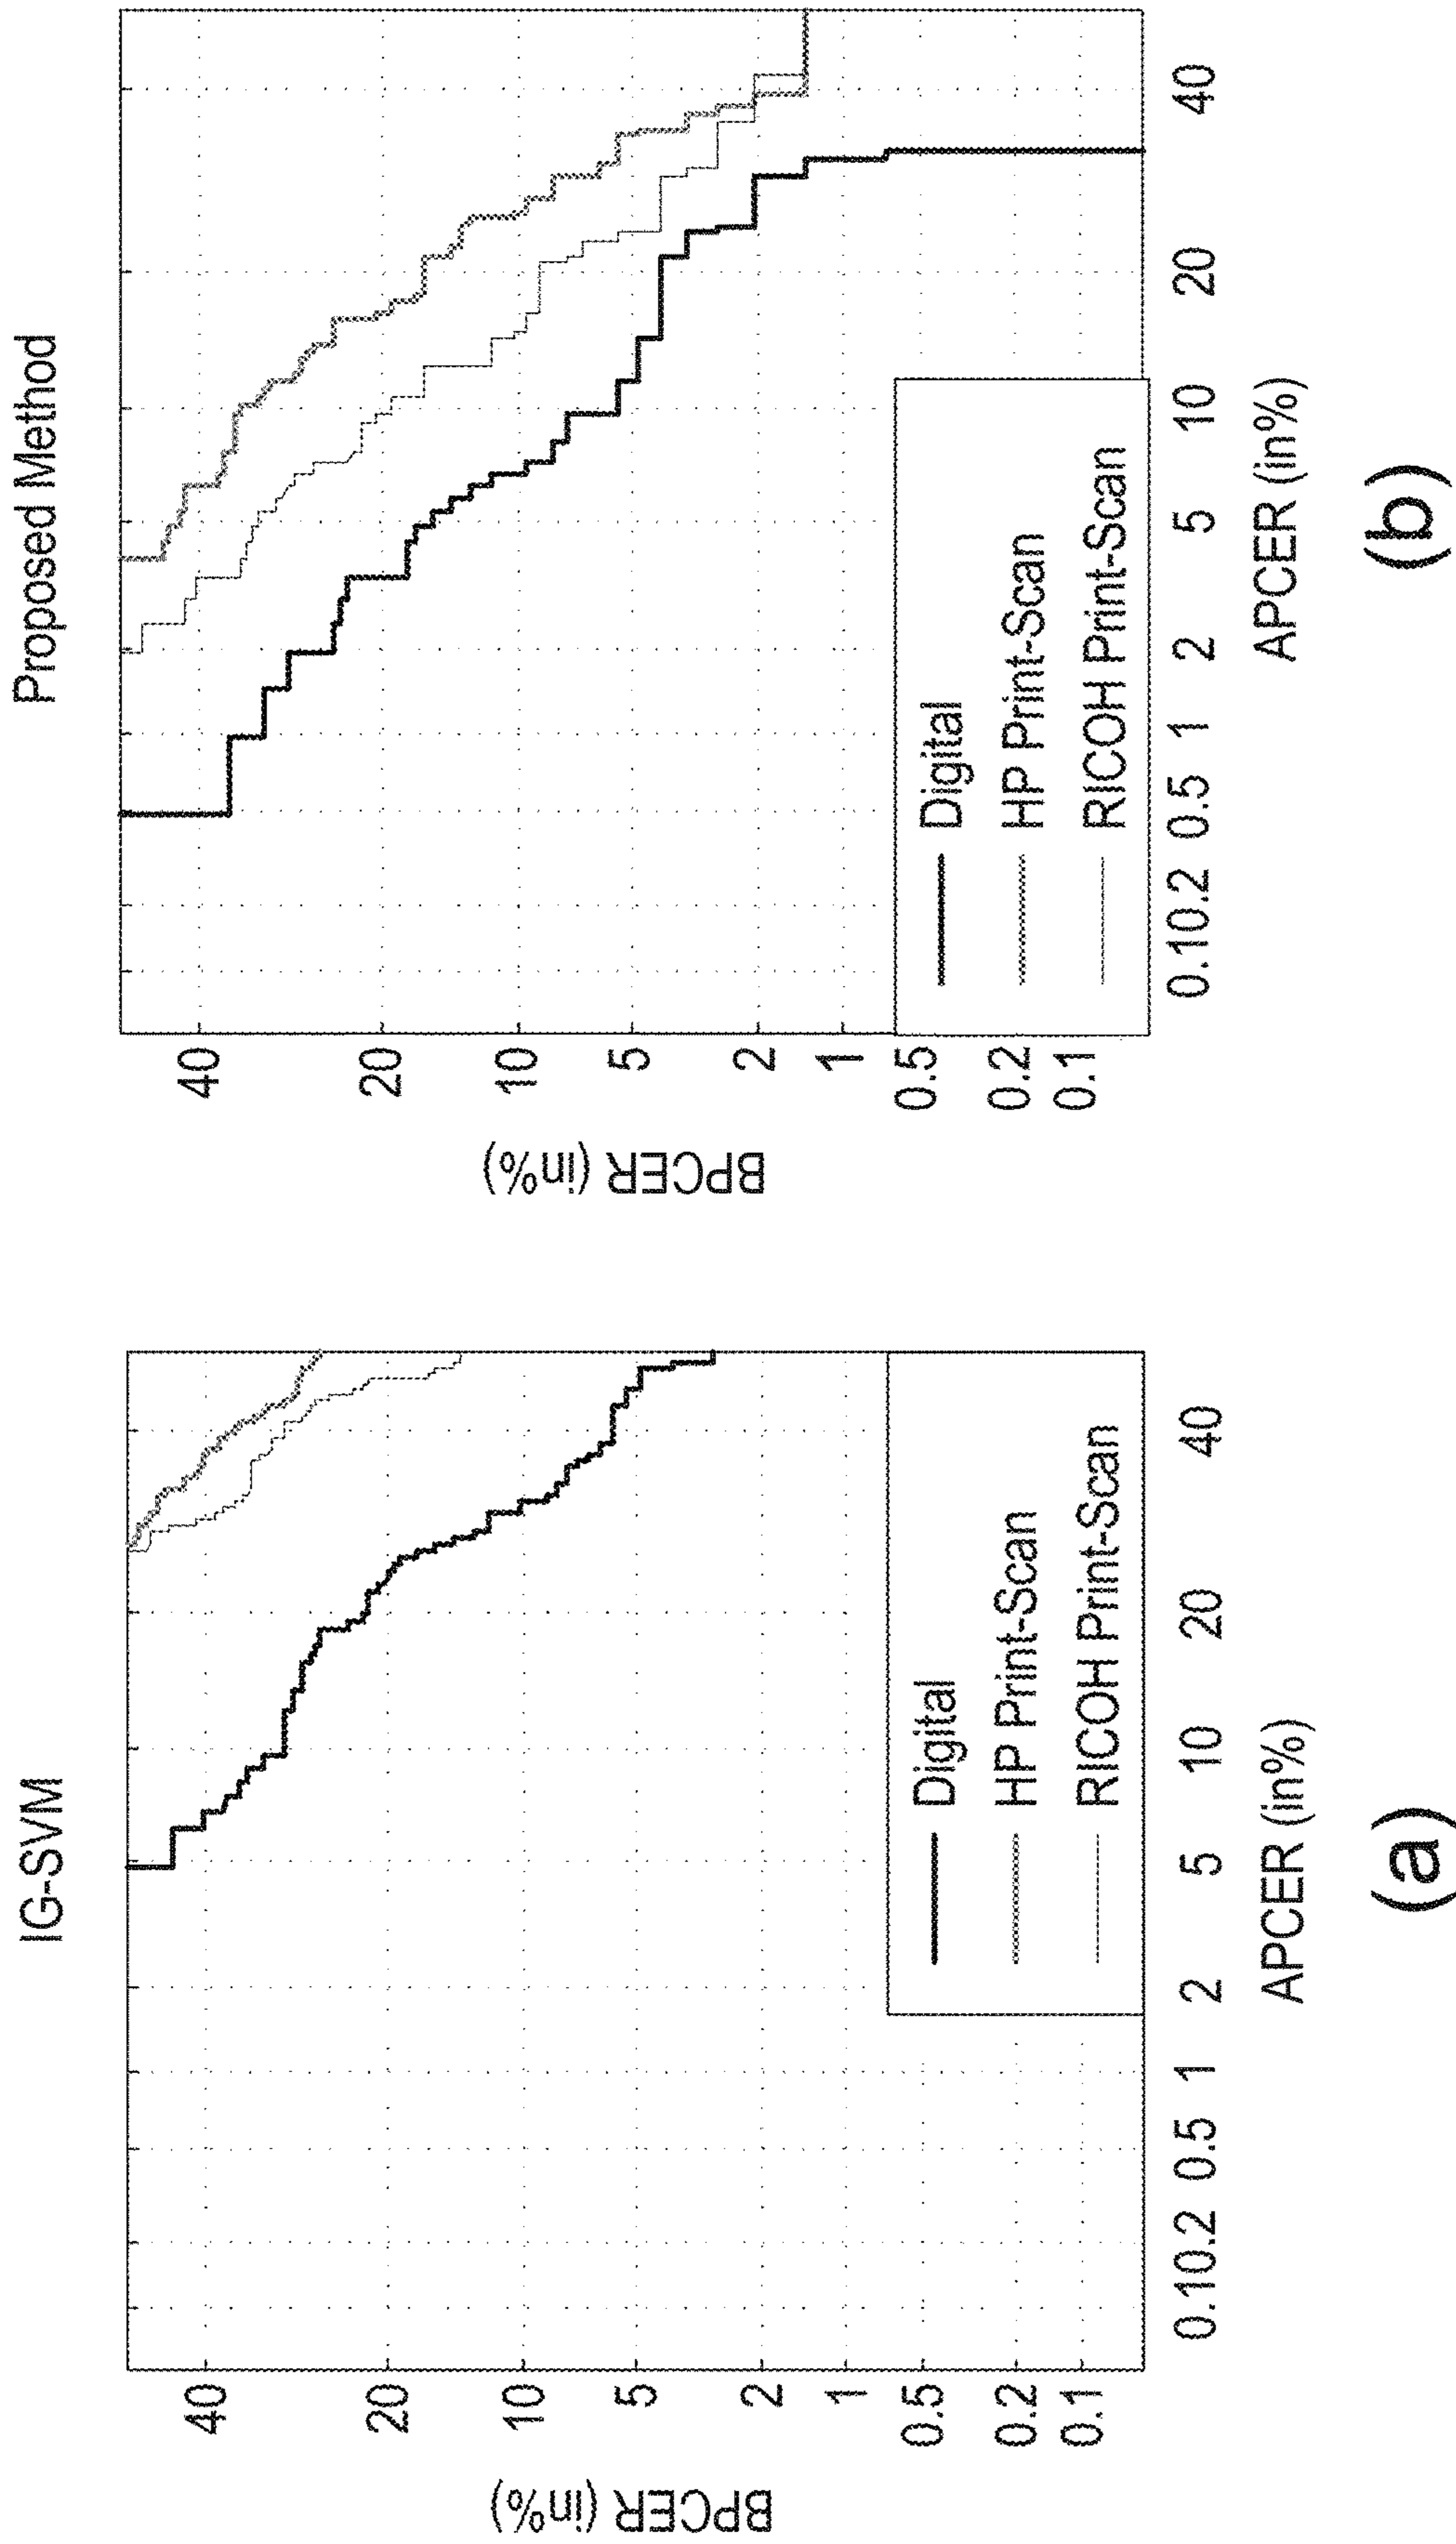 IG-SVM
BPCER (in%)
40
20
10
5
2
1
0.5
0.2
0.1
Digital
HP Print-Scan
RICOH Print-Scan
0.10.2 0.5 1 2 5 10 20 40
APCER (in%)
(a)
Proposed Method
BPCER (in%)
40
20
10
5
2
1
0.5
0.2
0.1
Digital
HP Print-Scan
RICOH Print-Scan
0.10.2 0.5 1 2 5 10 20 40
APCER (in%)
(b)